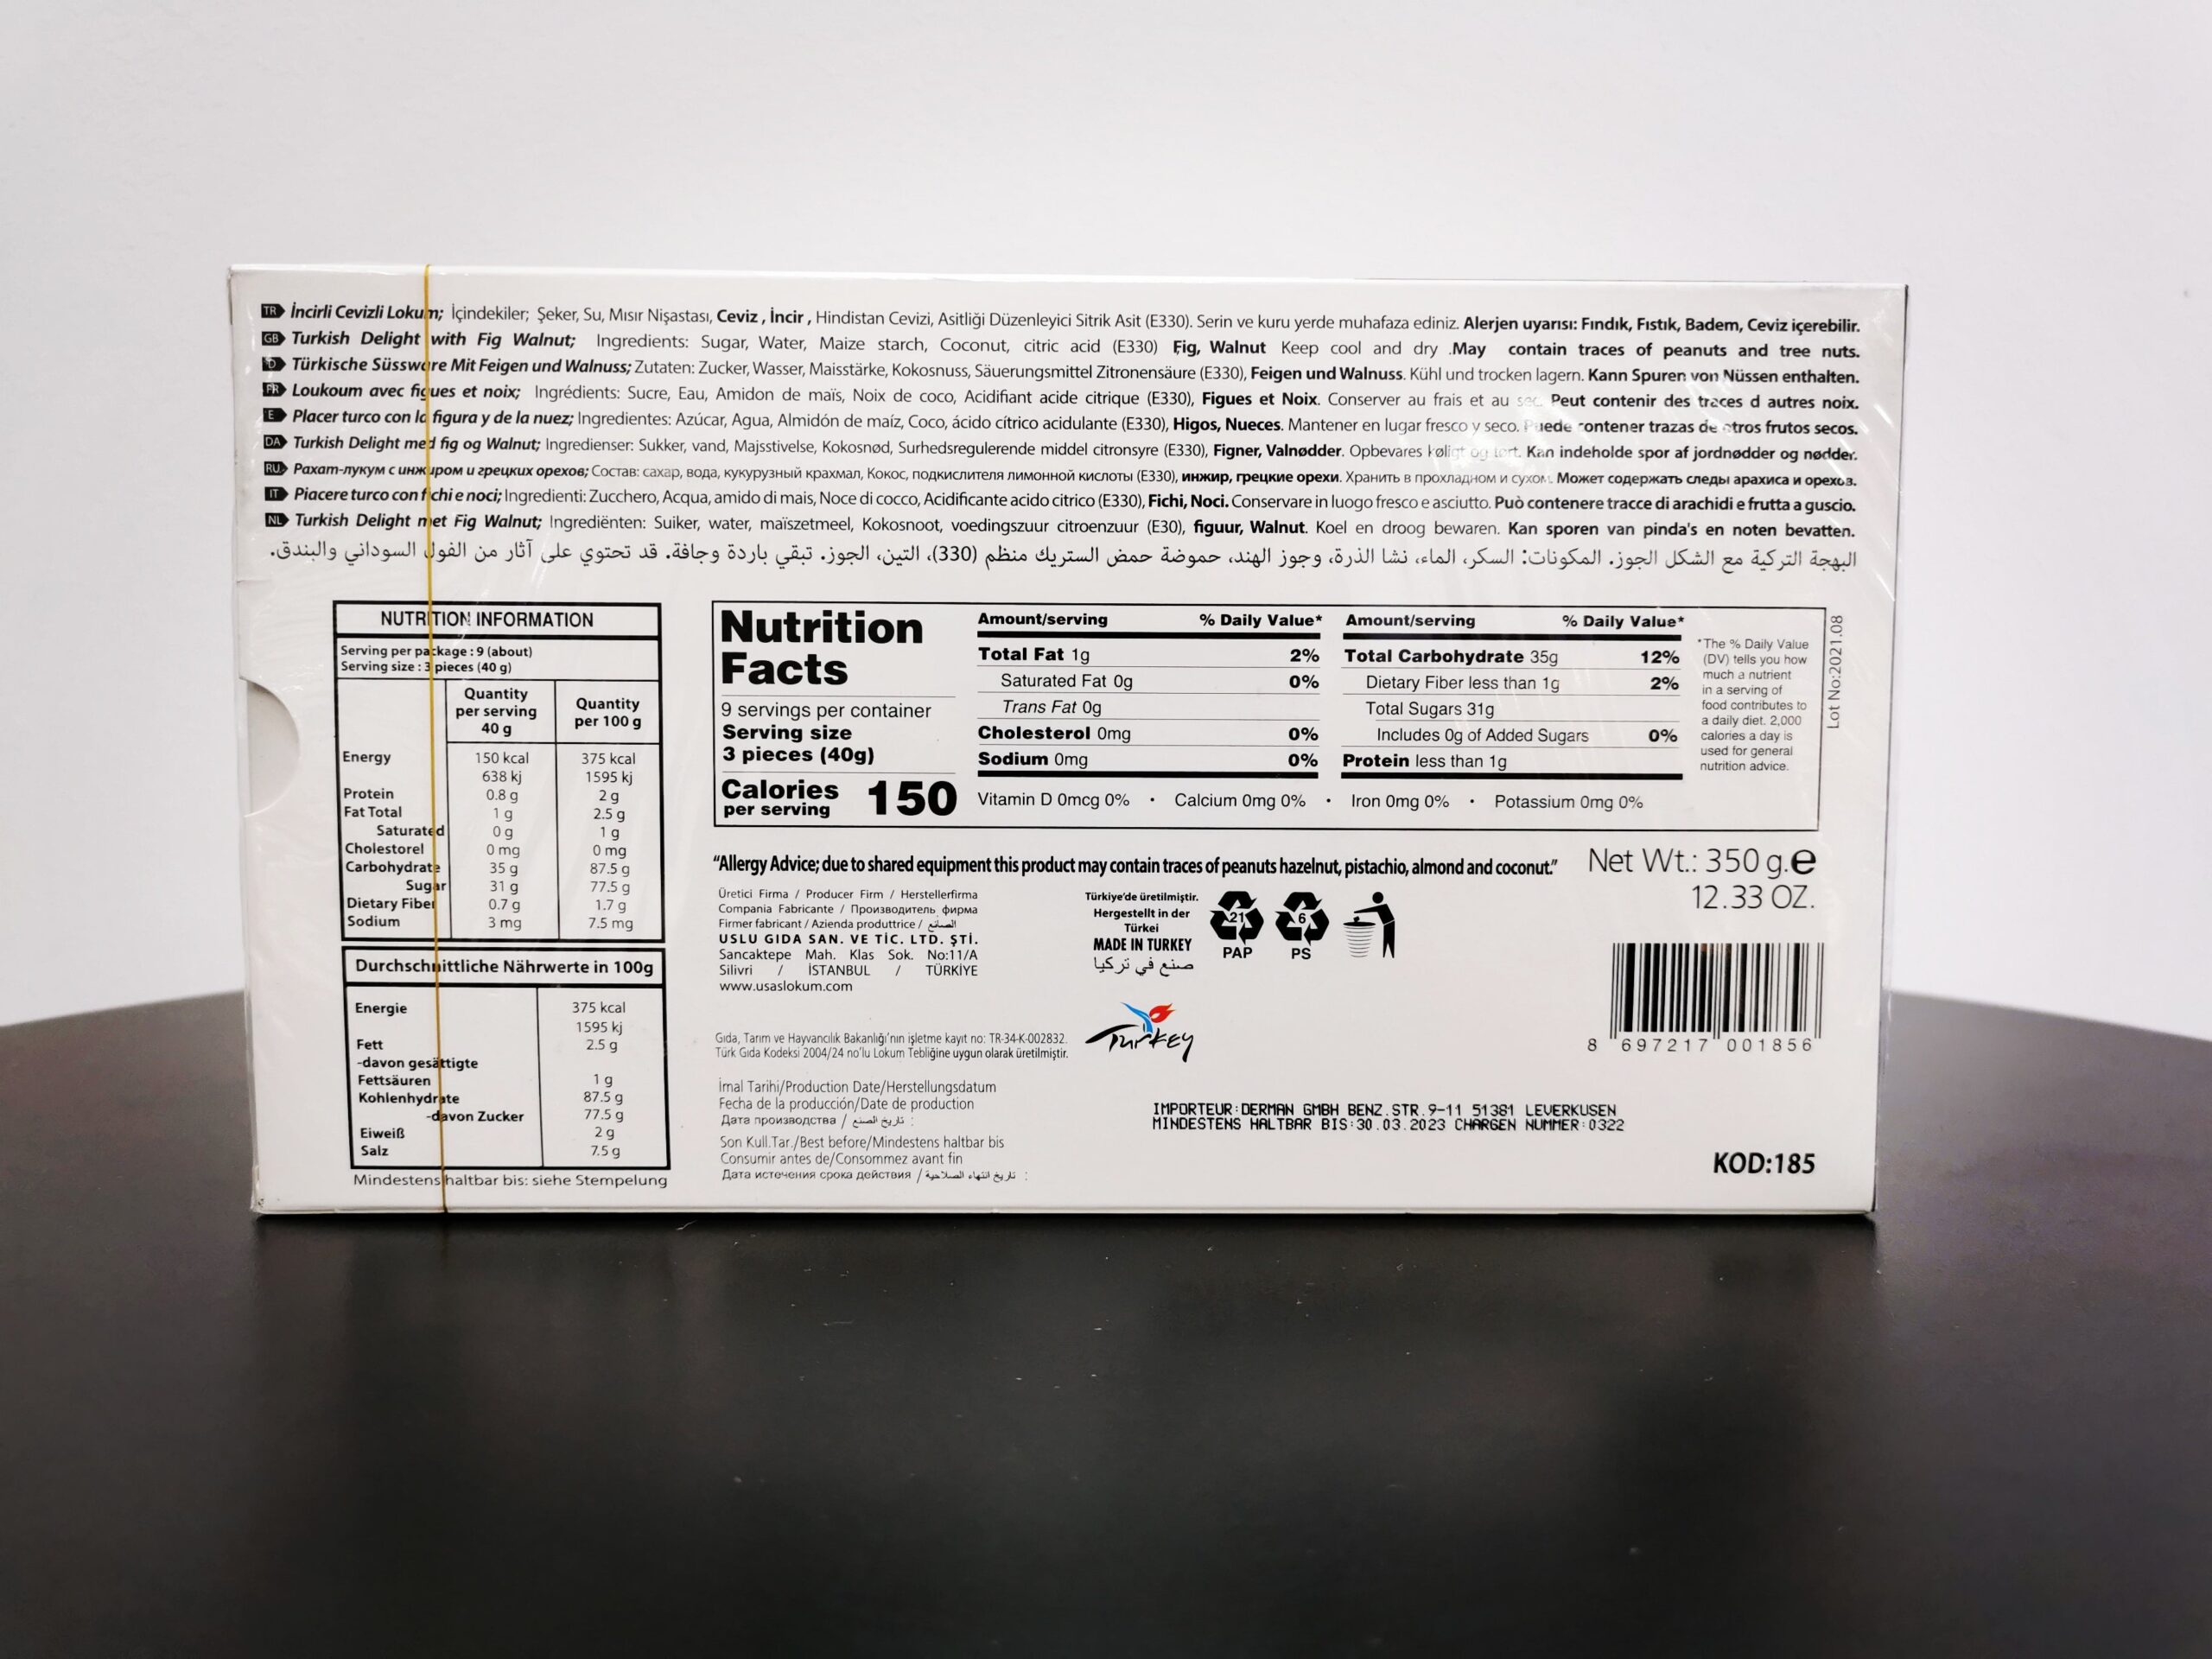 TR İncirli Cevizli Lokum; İçindekiler; Şeker, Su, Mısır Nişastası, Ceviz , İncir , Hindistan Cevizi, Asitliği Düzenleyici Sitrik Asit (E330). Serin ve kuru yerde muhafaza ediniz. Alerjen uyarısı: Fındık, Fıstık, Badem, Ceviz içerebilir.
GB Turkish Delight with Fig Walnut; Ingredients: Sugar, Water, Maize starch, Coconut, citric acid (E330) Fig, Walnut Keep cool and dry .May contain traces of peanuts and tree nuts.
D Türkische Süssware Mit Feigen und Walnuss; Zutaten: Zucker, Wasser, Maisstärke, Kokosnuss, Säuerungsmittel Zitronensäure (E330), Feigen und Walnuss. Kühl und trocken lagern. Kann Spuren von Nüssen enthalten.
FR Loukoum avec figues et noix; Ingrédients: Sucre, Eau, Amidon de maïs, Noix de coco, Acidifiant acide citrique (E330), Figues et Noix. Conserver au frais et au sec. Peut contenir des traces d autres noix.
E Placer turco con la figura y de la nuez; Ingredientes: Azúcar, Agua, Almidón de maíz, Coco, ácido cítrico acidulante (E330), Higos, Nueces. Mantener en lugar fresco y seco. Puede contener trazas de otros frutos secos.
DA Turkish Delight med fig og Walnut; Ingredienser: Sukker, vand, Majsstivelse, Kokosnød, Surhedsregulerende middel citronsyre (E330), Figner, Valnødder. Opbevares køligt og tørt. Kan indeholde spor af jordnødder og nødder.
RU Рахат-лукум с инжиром и грецких орехов; Состав: сахар, вода, кукурузный крахмал, Кокос, подкислителя лимонной кислоты (E330), инжир, грецкие орехи. Хранить в прохладном и сухом. Может содержать следы арахиса и орехов.
IT Piacere turco con fichi e noci; Ingredienti: Zucchero, Acqua, amido di mais, Noce di cocco, Acidificante acido citrico (E330), Fichi, Noci. Conservare in luogo fresco e asciutto. Può contenere tracce di arachidi e frutta a guscio.
NL Turkish Delight met Fig Walnut; Ingrediënten: Suiker, water, maïszetmeel, Kokosnoot, voedingszuur citroenzuur (E30), figuur, Walnut. Koel en droog bewaren. Kan sporen van pinda's en noten bevatten.
البهجة التركية مع الشكل الجوز. المكونات: السكر، الماء، نشا الذرة، وجوز الهند، حموضة حمض الستريك منظم (330)، التين، الجوز. تبقي باردة وجافة. قد تحتوي على آثار من الفول السوداني والبندق.
NUTRITION INFORMATION
Serving per package : 9 (about)
Serving size : 3 pieces (40 g)
Quantity per serving 40 g Quantity per 100 g
Energy 150 kcal 375 kcal
638 kj 1595 kj
Protein 0.8 g 2 g
Fat Total 1 g 2.5 g
Saturated 0 g 1 g
Cholestorel 0 mg 0 mg
Carbohydrate 35 g 87.5 g
Sugar 31 g 77.5 g
Dietary Fiber 0.7 g 1.7 g
Sodium 3 mg 7.5 mg
Durchschnittliche Nährwerte in 100g
Energie 375 kcal
1595 kj
Fett 2.5 g
-davon gesättigte
Fettsäuren 1 g
Kohlenhydrate 87.5 g
-davon Zucker 77.5 g
Eiweiß 2 g
Salz 7.5 g
Mindestens haltbar bis: siehe Stempelung
Nutrition
Facts
9 servings per container
Serving size
3 pieces (40g)
Calories
per serving 150
Amount/serving % Daily Value*
Total Fat 1g 2%
Saturated Fat 0g 0%
Trans Fat 0g
Cholesterol 0mg 0%
Sodium 0mg 0%
Amount/serving % Daily Value*
Total Carbohydrate 35g 12%
Dietary Fiber less than 1g 2%
Total Sugars 31g
Includes 0g of Added Sugars 0%
Protein less than 1g
Vitamin D 0mcg 0% • Calcium 0mg 0% • Iron 0mg 0% • Potassium 0mg 0%
*The % Daily Value
(DV) tells you how
much a nutrient
in a serving of
food contributes to
a daily diet. 2,000
calories a day is
used for general
nutrition advice.
Lot No:2021.08
"Allergy Advice; due to shared equipment this product may contain traces of peanuts hazelnut, pistachio, almond and coconut."
Net Wt.: 350 g.e
12.33 OZ.
Üretici Firma / Producer Firm / Herstellerfirma
Compania Fabricante / Производитель фирма
Firmer fabricant / Azienda produttrice / الصانع
USLU GIDA SAN. VE TİC. LTD. ŞTİ.
Sancaktepe Mah. Klas Sok. No:11/A
Silivri / İSTANBUL / TÜRKİYE
www.usaslokum.com
Türkiye'de üretilmiştir.
Hergestellt in der
Türkei
MADE IN TURKEY
صنع في تركيا
21
PAP
6
PS
Gıda, Tarım ve Hayvancılık Bakanlığı'nın işletme kayıt no: TR-34-K-002832.
Türk Gıda Kodeksi 2004/24 no'lu Lokum Tebliğine uygun olarak üretilmiştir.
Turkey
İmal Tarihi/Production Date/Herstellungsdatum
Fecha de la producción/Date de production
Дата производства / تاريخ الصنع :
Son Kull.Tar./Best before/Mindestens haltbar bis
Consumir antes de/Consommez avant fin
Дата истечения срока действия / تاريخ انتهاء الصلاحية :
IMPORTEUR:DERMAN GMBH BENZ.STR.9-11 51381 LEVERKUSEN
MINDESTENS HALTBAR BIS:30.03.2023 CHARGEN NUMMER:0322
8 697217 001856
KOD:185